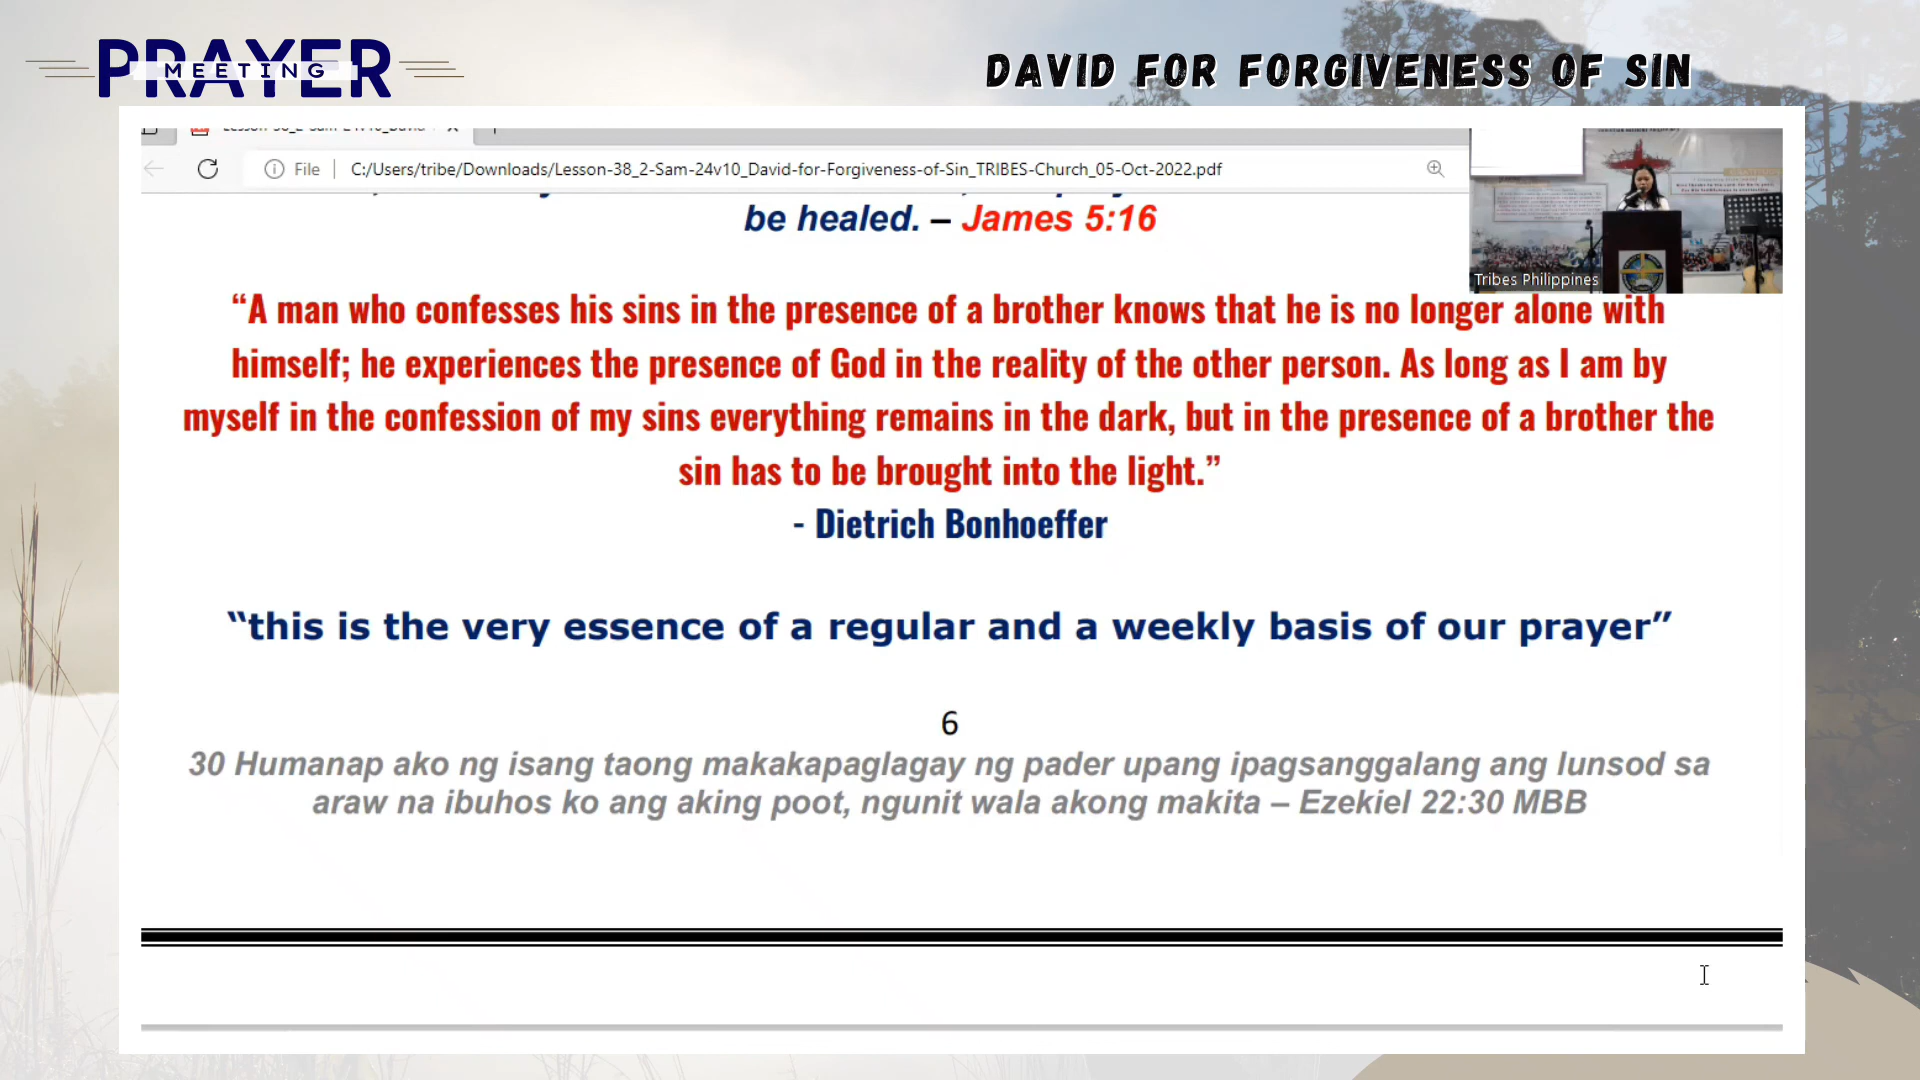 PRAYER
MEETING
DAVID FOR FORGIVENESS OF SIN
File
C:/Users/tribe/Downloads/Lesson-38_2-Sam-24v10_David-for-Forgiveness-of-Sin_TRIBES-Church_05-Oct-2022.pdf
be healed. – James 5:16
Tribes Philippines
“A man who confesses his sins in the presence of a brother knows that he is no longer alone with
himself; he experiences the presence of God in the reality of the other person. As long as I am by
myself in the confession of my sins everything remains in the dark, but in the presence of a brother the
sin has to be brought into the light.”
- Dietrich Bonhoeffer
“this is the very essence of a regular and a weekly basis of our prayer”
6
30 Humanap ako ng isang taong makakapaglagay ng pader upang ipagsanggalang ang lunsod sa
araw na ibuhos ko ang aking poot, ngunit wala akong makita – Ezekiel 22:30 MBB